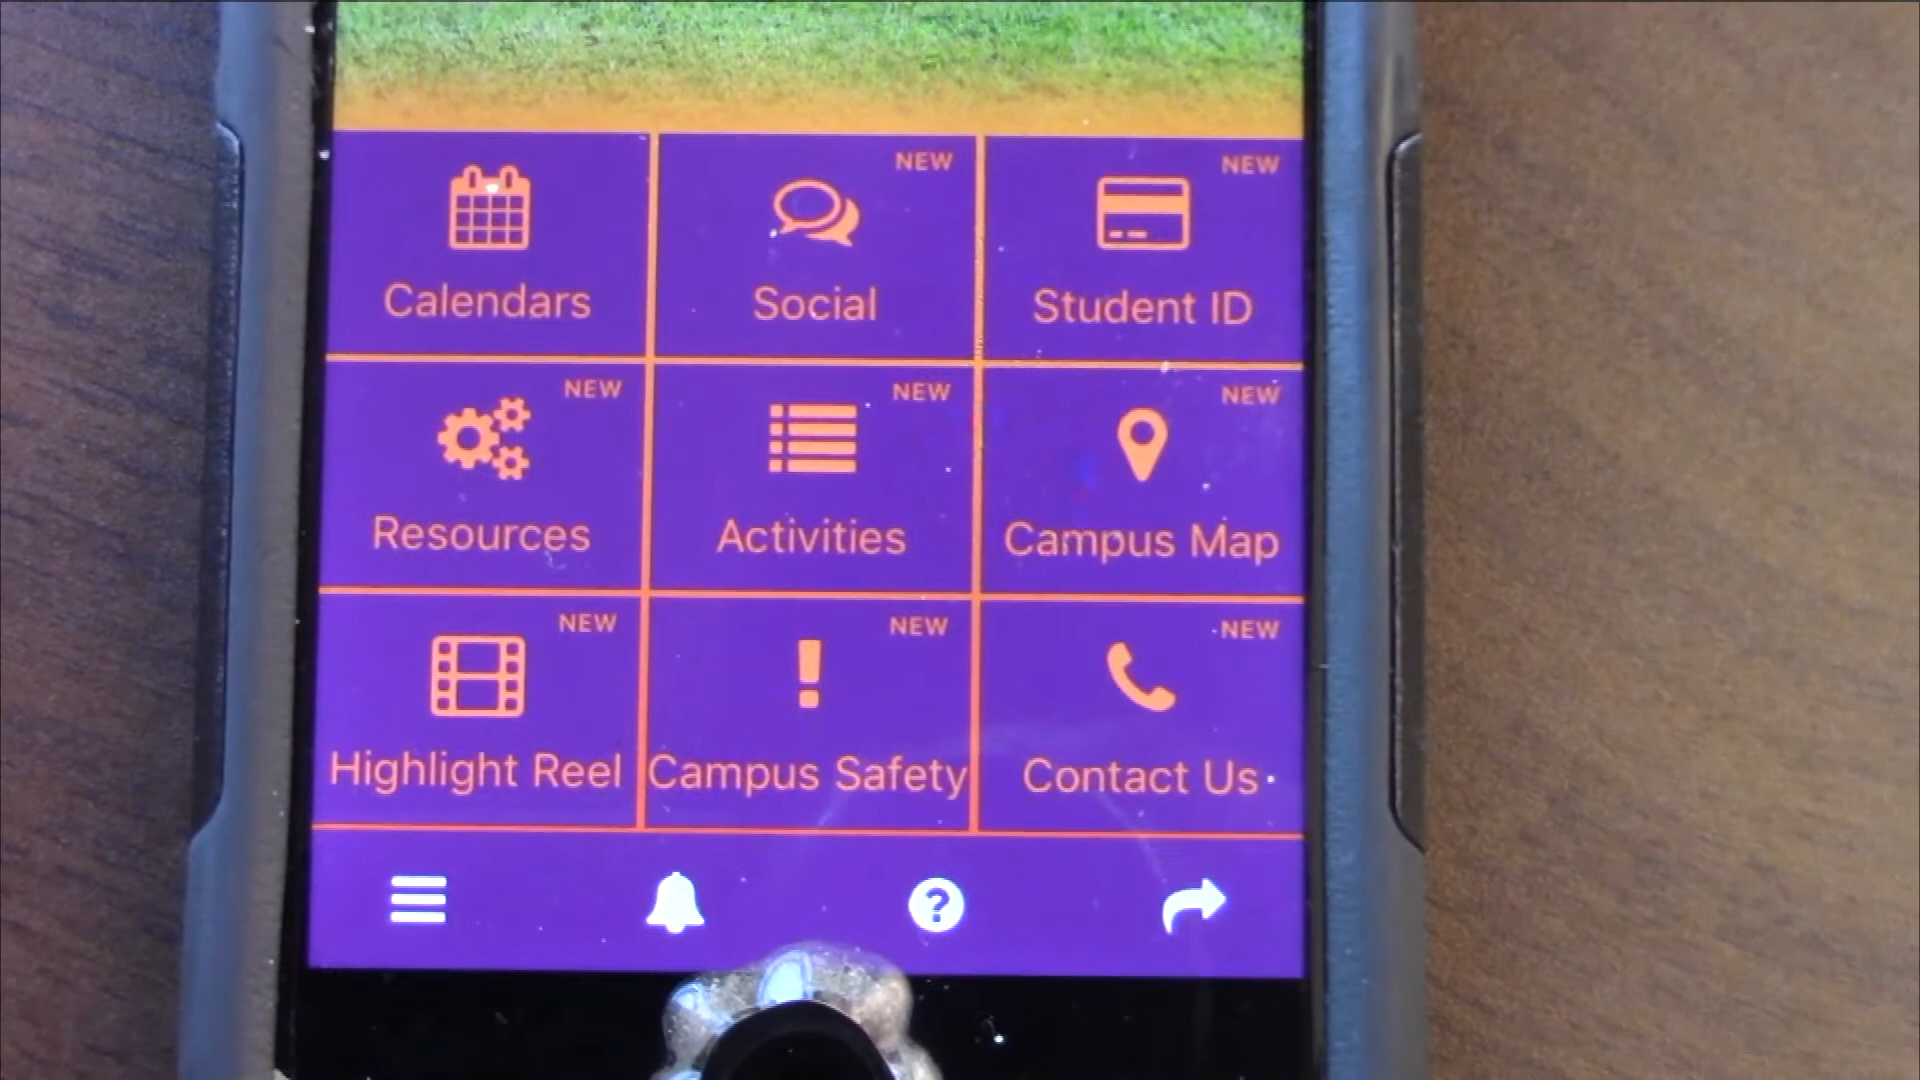 NEW
NEW
Calendars
Social
Student ID
NEW
NEW
NEW
Resources
Activities
Campus Map
NEW
NEW
NEW
Highlight Reel
Campus Safety
Contact Us
?